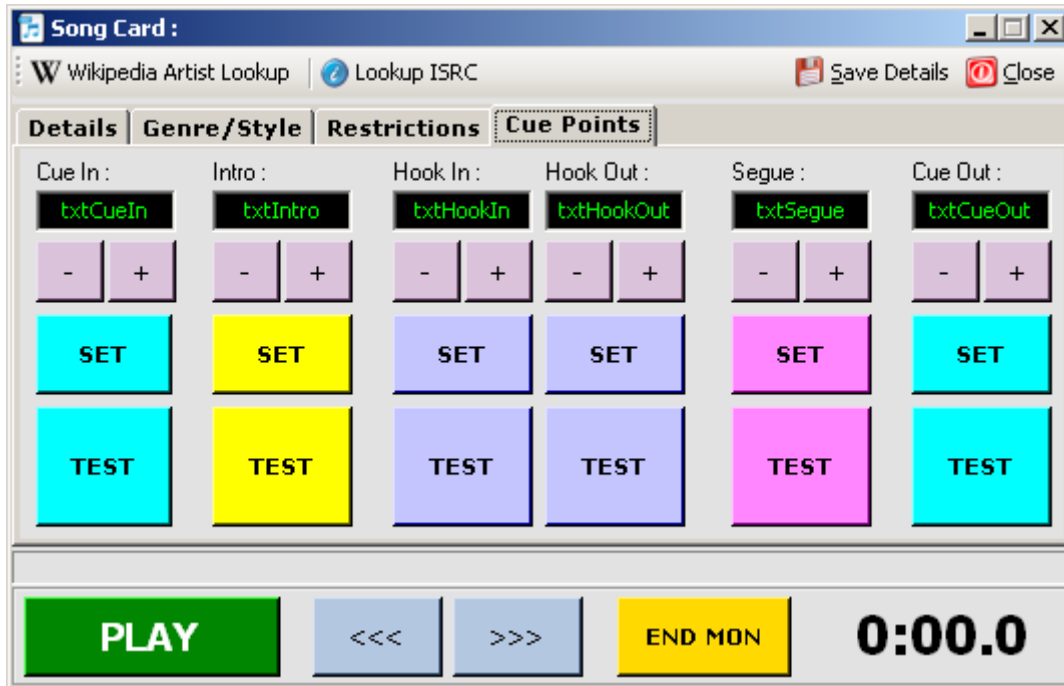 Song Card :
W Wikipedia Artist Lookup Lookup ISRC Save Details Close
Details Genre/Style Restrictions Cue Points
Cue In : Intro : Hook In : Hook Out : Segue : Cue Out :
txtCueIn txtIntro txtHookIn txtHookOut txtSegue txtCueOut
- + - + - + - + - + - +
SET SET SET SET SET SET
TEST TEST TEST TEST TEST TEST
PLAY <<< >>> END MON 0:00.0